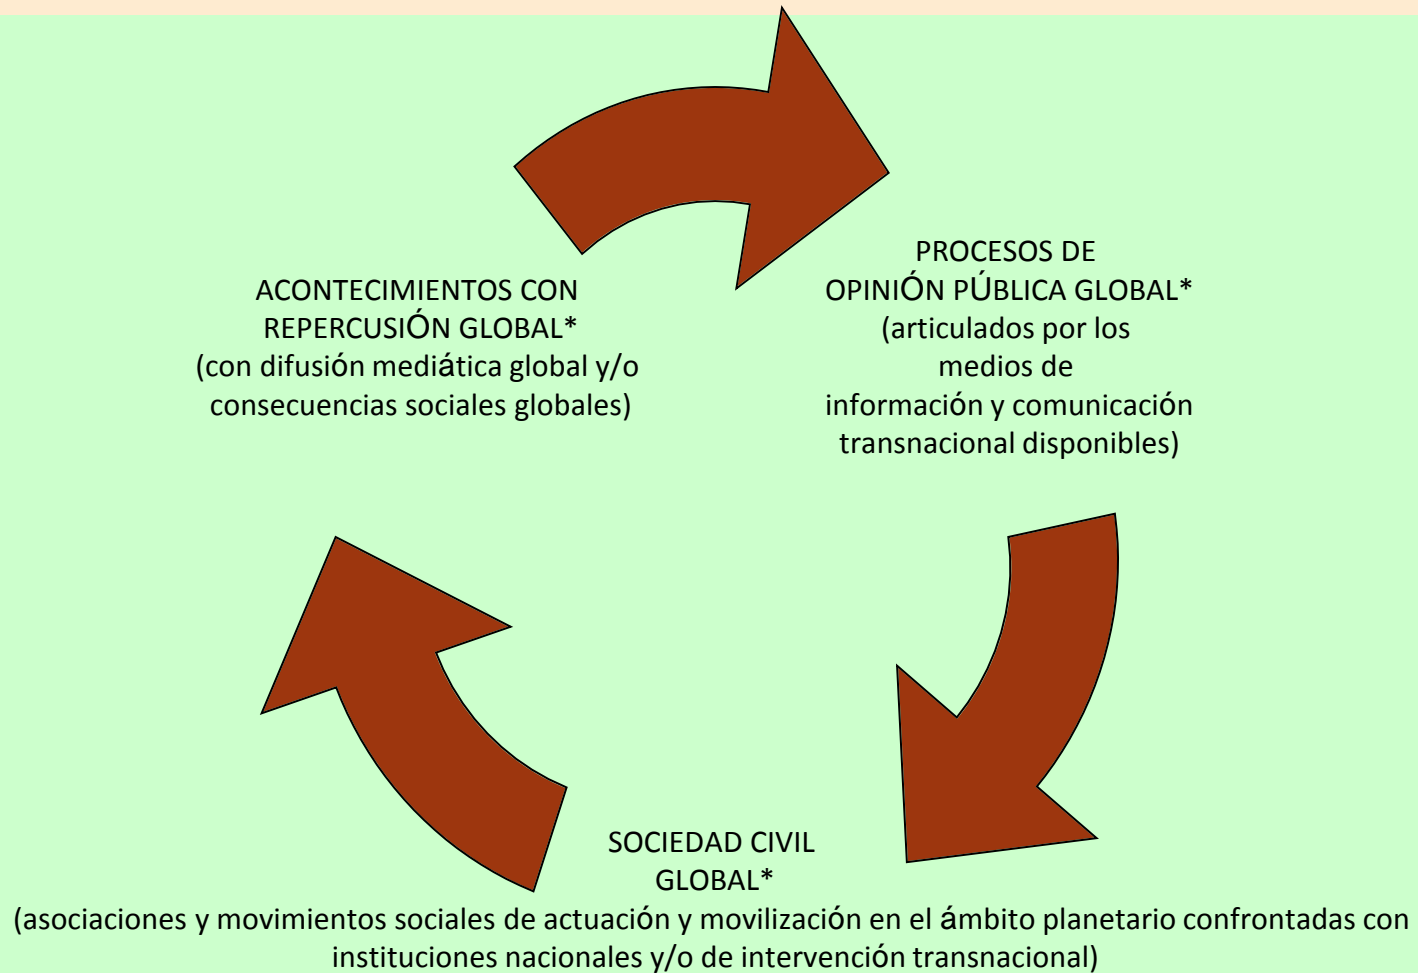 ACONTECIMIENTOS CON
REPERCUSIÓN GLOBAL*
(con difusión mediática global y/o
consecuencias sociales globales)
PROCESOS DE
OPINIÓN PÚBLICA GLOBAL*
(articulados por los
medios de
información y comunicación
transnacional disponibles)
SOCIEDAD CIVIL
GLOBAL*
(asociaciones y movimientos sociales de actuación y movilización en el ámbito planetario confrontadas con
instituciones nacionales y/o de intervención transnacional)